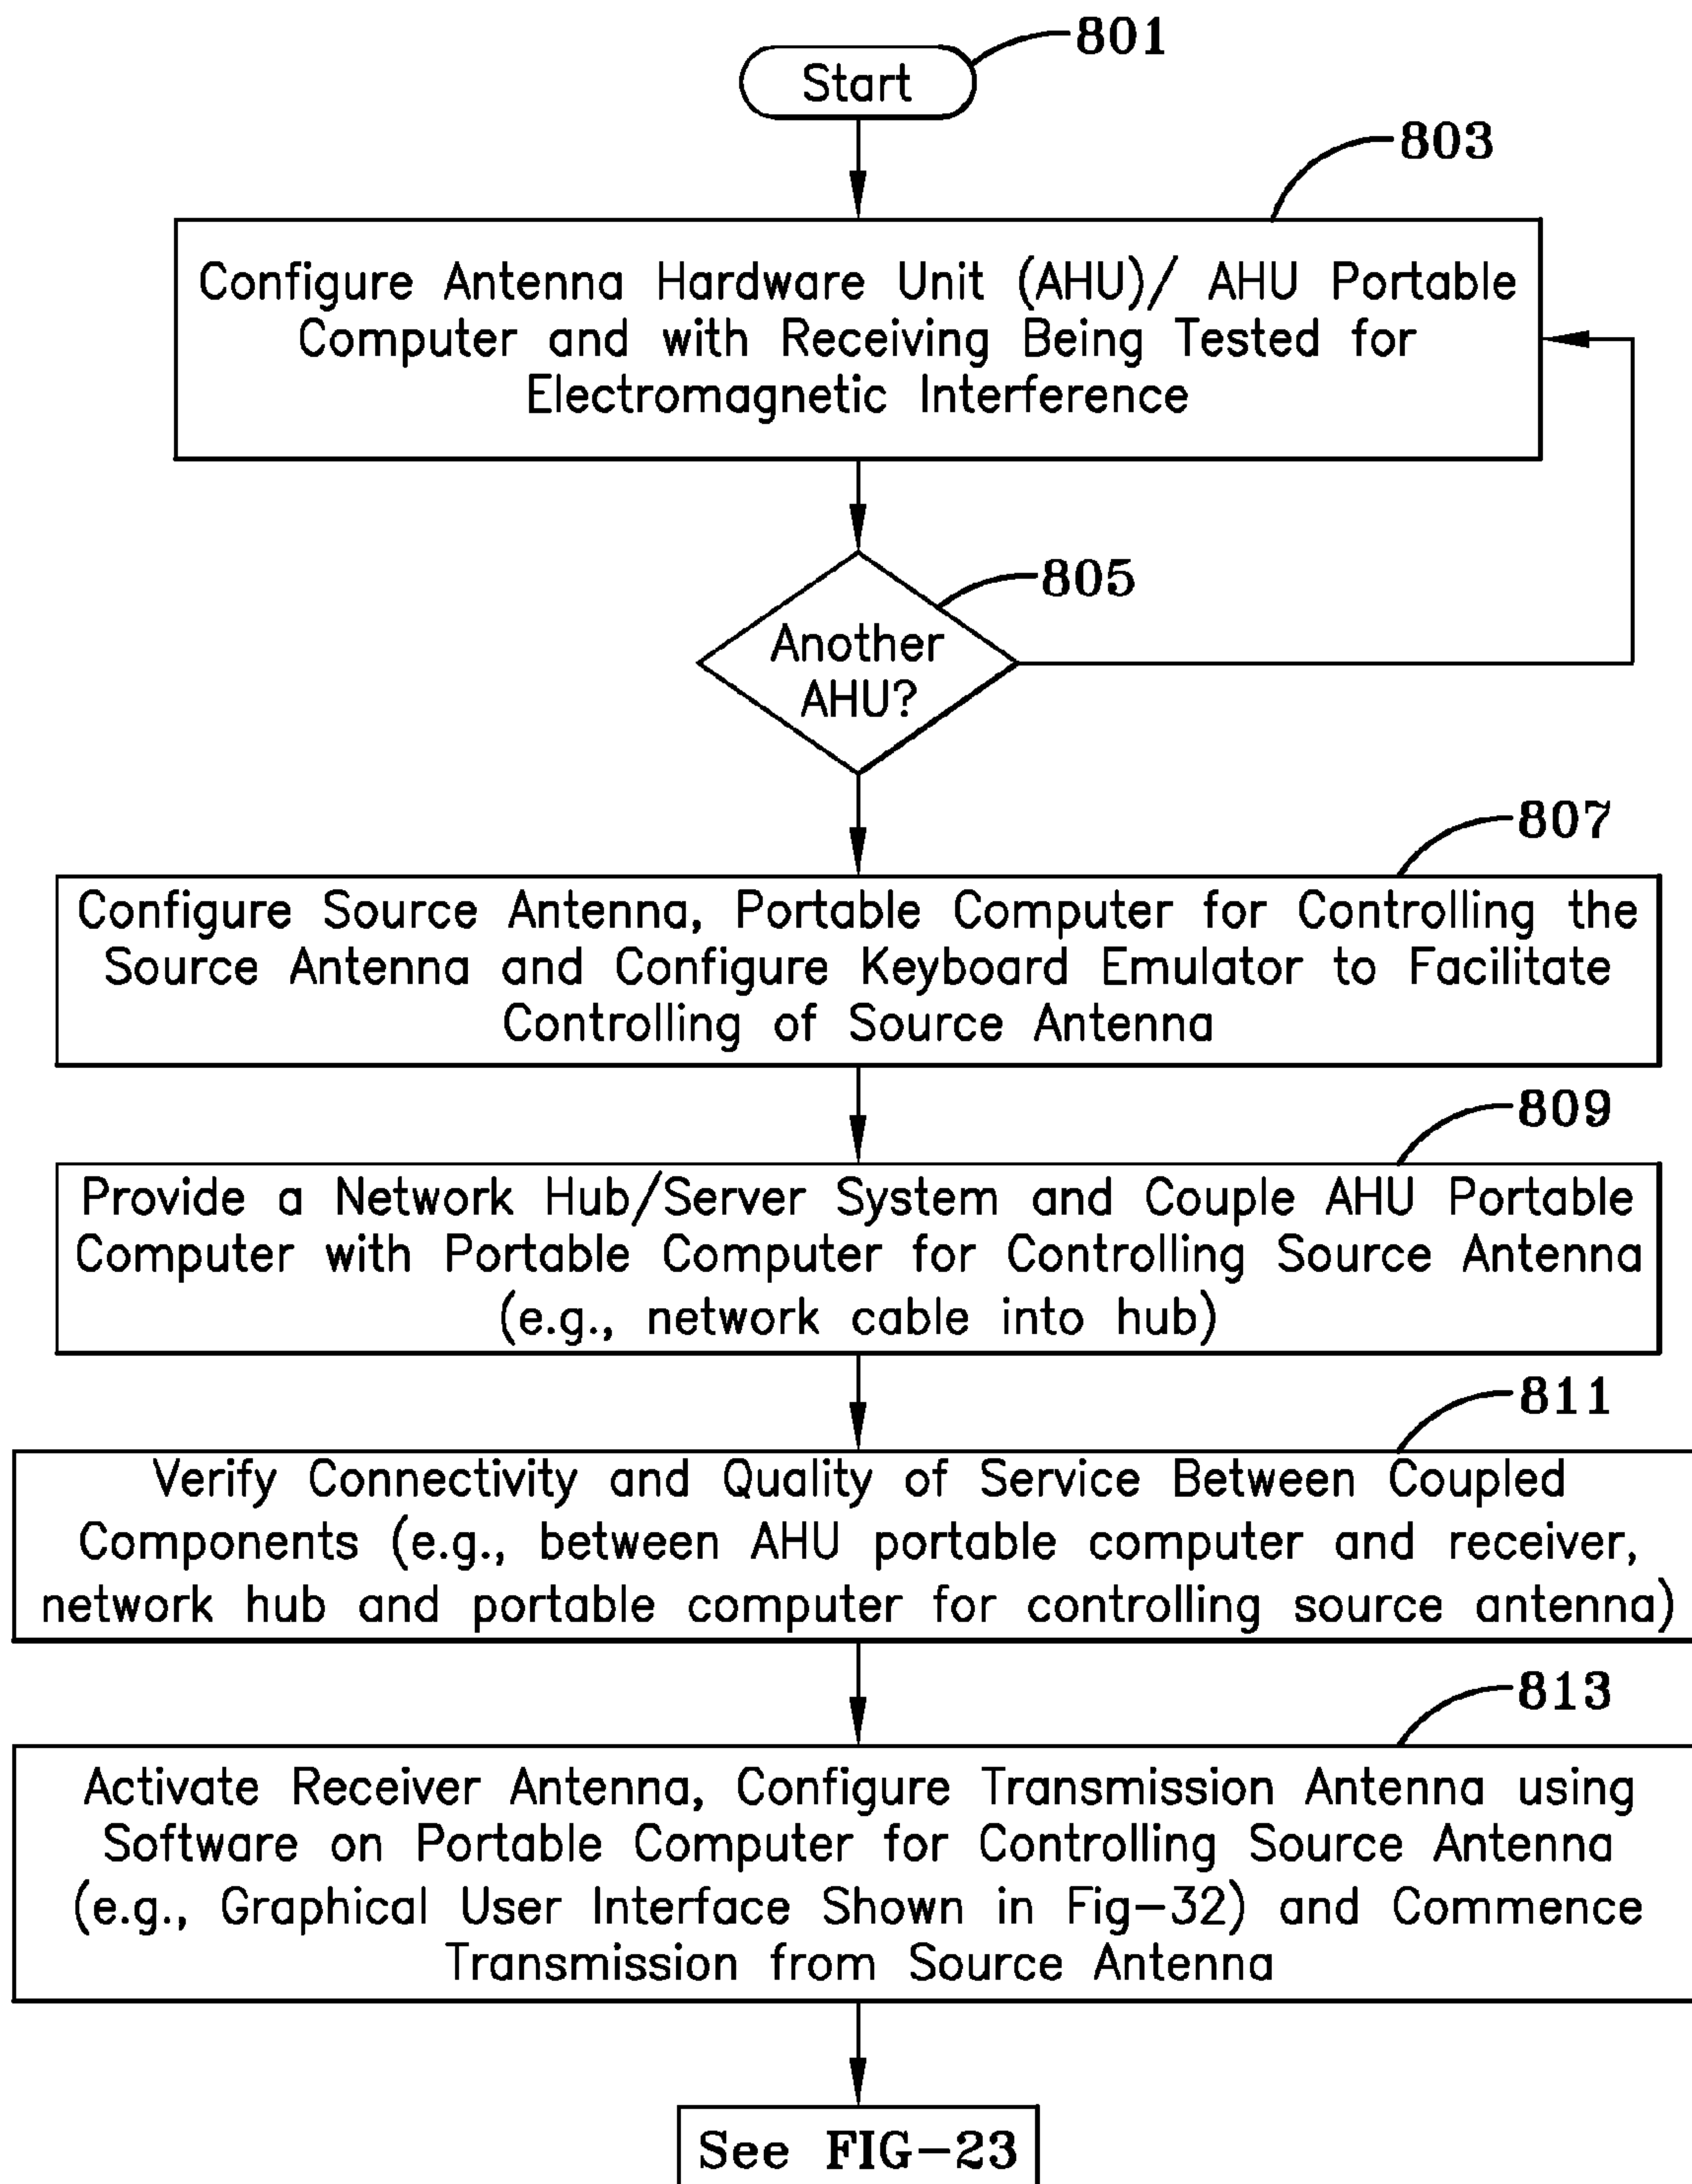 801
Start
803
Configure Antenna Hardware Unit (AHU)/ AHU Portable
Computer and with Receiving Being Tested for
Electromagnetic Interference
805
Another
AHU?
807
Configure Source Antenna, Portable Computer for Controlling the
Source Antenna and Configure Keyboard Emulator to Facilitate
Controlling of Source Antenna
809
Provide a Network Hub/Server System and Couple AHU Portable
Computer with Portable Computer for Controlling Source Antenna
(e.g., network cable into hub)
811
Verify Connectivity and Quality of Service Between Coupled
Components (e.g., between AHU portable computer and receiver,
network hub and portable computer for controlling source antenna)
813
Activate Receiver Antenna, Configure Transmission Antenna using
Software on Portable Computer for Controlling Source Antenna
(e.g., Graphical User Interface Shown in Fig-32) and Commence
Transmission from Source Antenna
See FIG-23